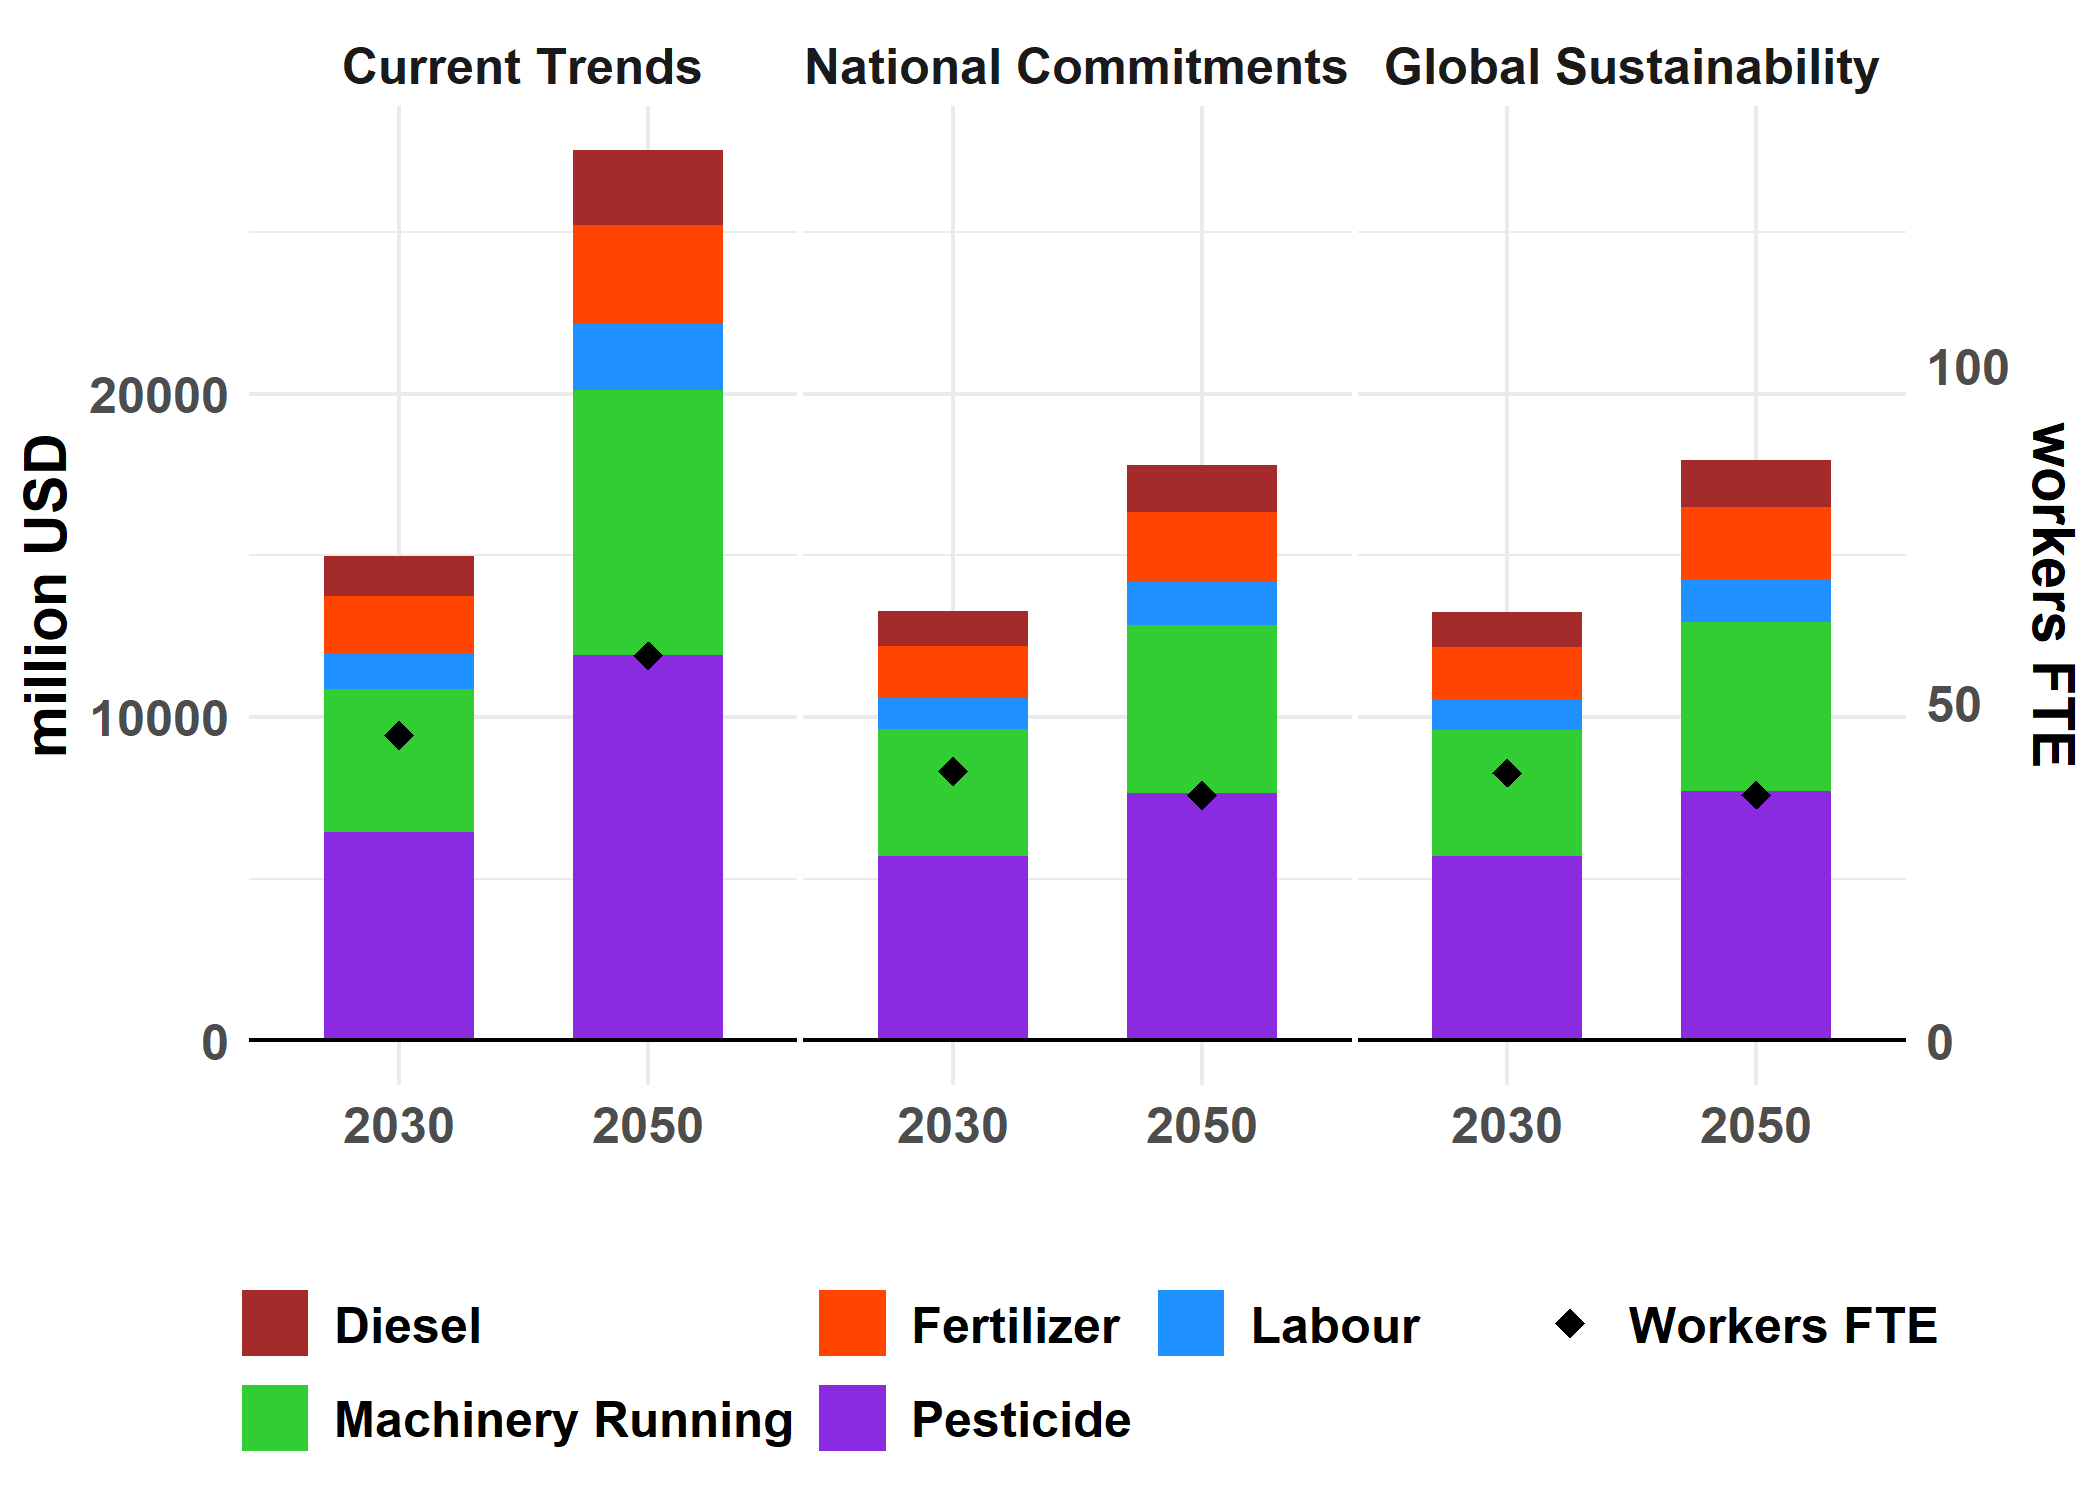 Current Trends
National Commitments
Global Sustainability
million USD
20000
10000
0
100
50
0
workers FTE
2030
2050
2030
2050
2030
2050
Diesel
Fertilizer
Labour
Workers FTE
Machinery Running
Pesticide